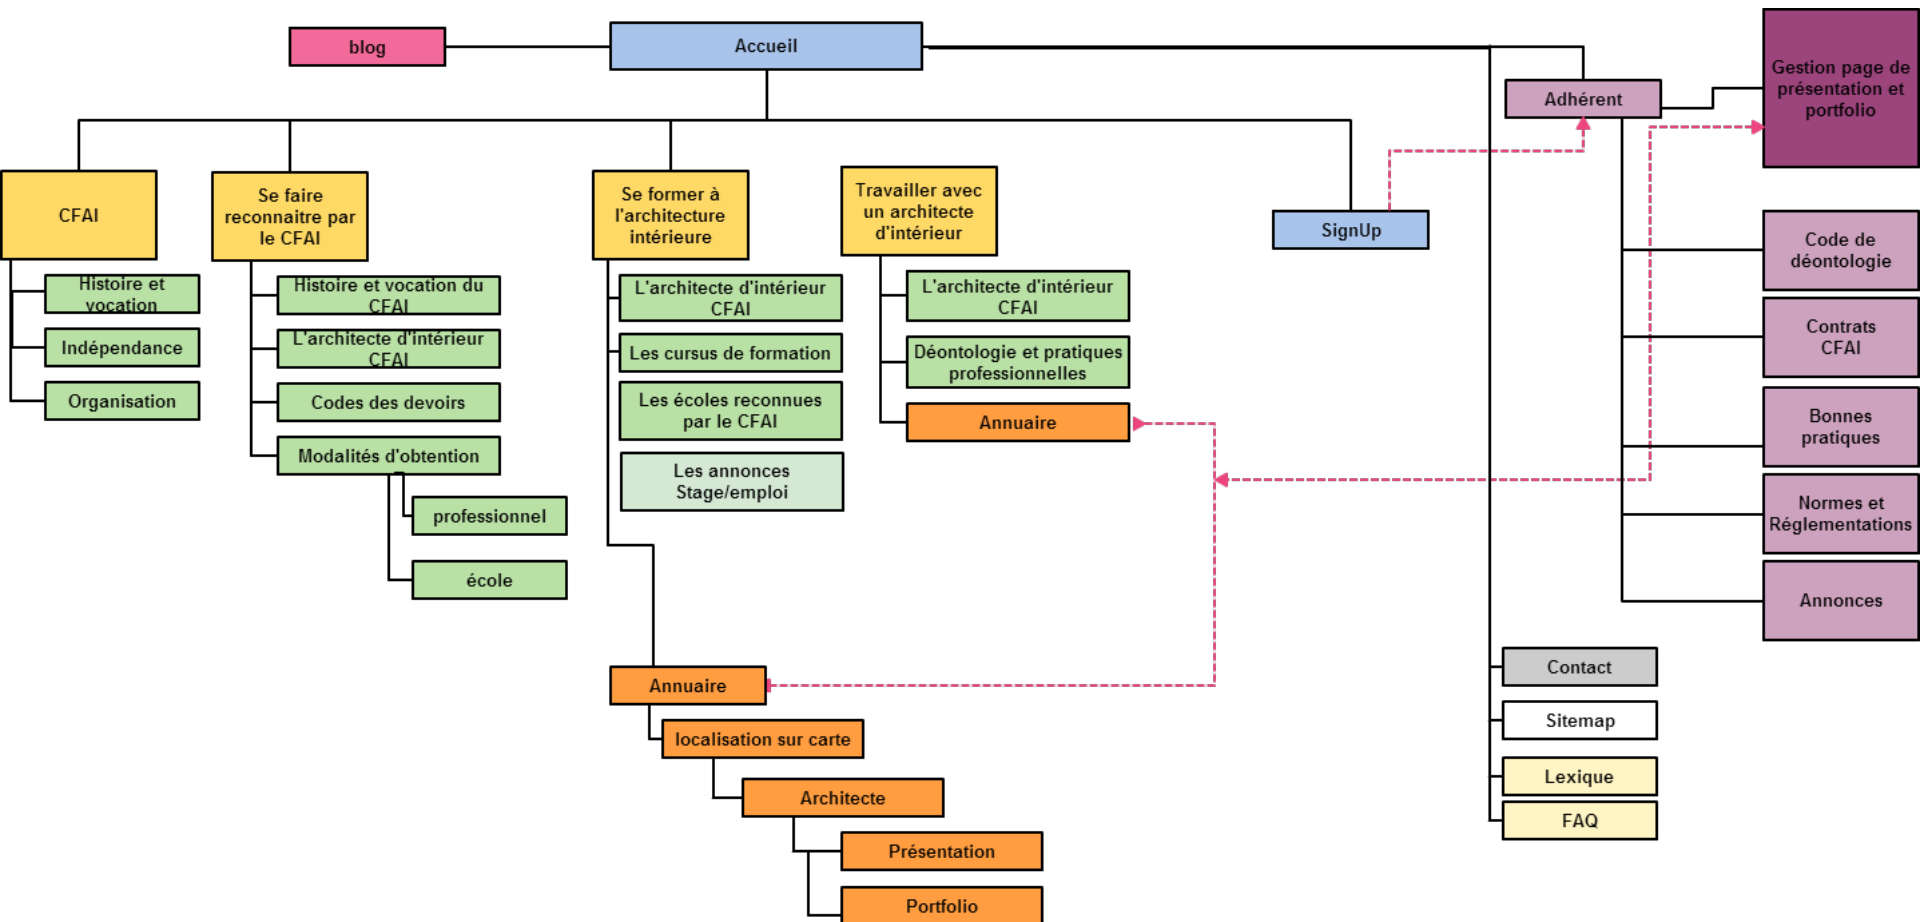 blog
Accueil
Adhérent
Gestion page de
présentation et
portfolio
CFAI
Se faire
reconnaitre par
le CFAI
Se former à
l'architecture
intérieure
Travailler avec
un architecte
d'intérieur
SignUp
Histoire et
vocation
Indépendance
Organisation
Histoire et vocation du
CFAI
L'architecte d'intérieur
CFAI
Codes des devoirs
Modalités d'obtention
professionnel
école
L'architecte d'intérieur
CFAI
Les cursus de formation
Les écoles reconnues
par le CFAI
Les annonces
Stage/emploi
L'architecte d'intérieur
CFAI
Déontologie et pratiques
professionnelles
Annuaire
Annuaire
localisation sur carte
Architecte
Présentation
Portfolio
Code de
déontologie
Contrats
CFAI
Bonnes
pratiques
Normes et
Réglementations
Annonces
Contact
Sitemap
Lexique
FAQ